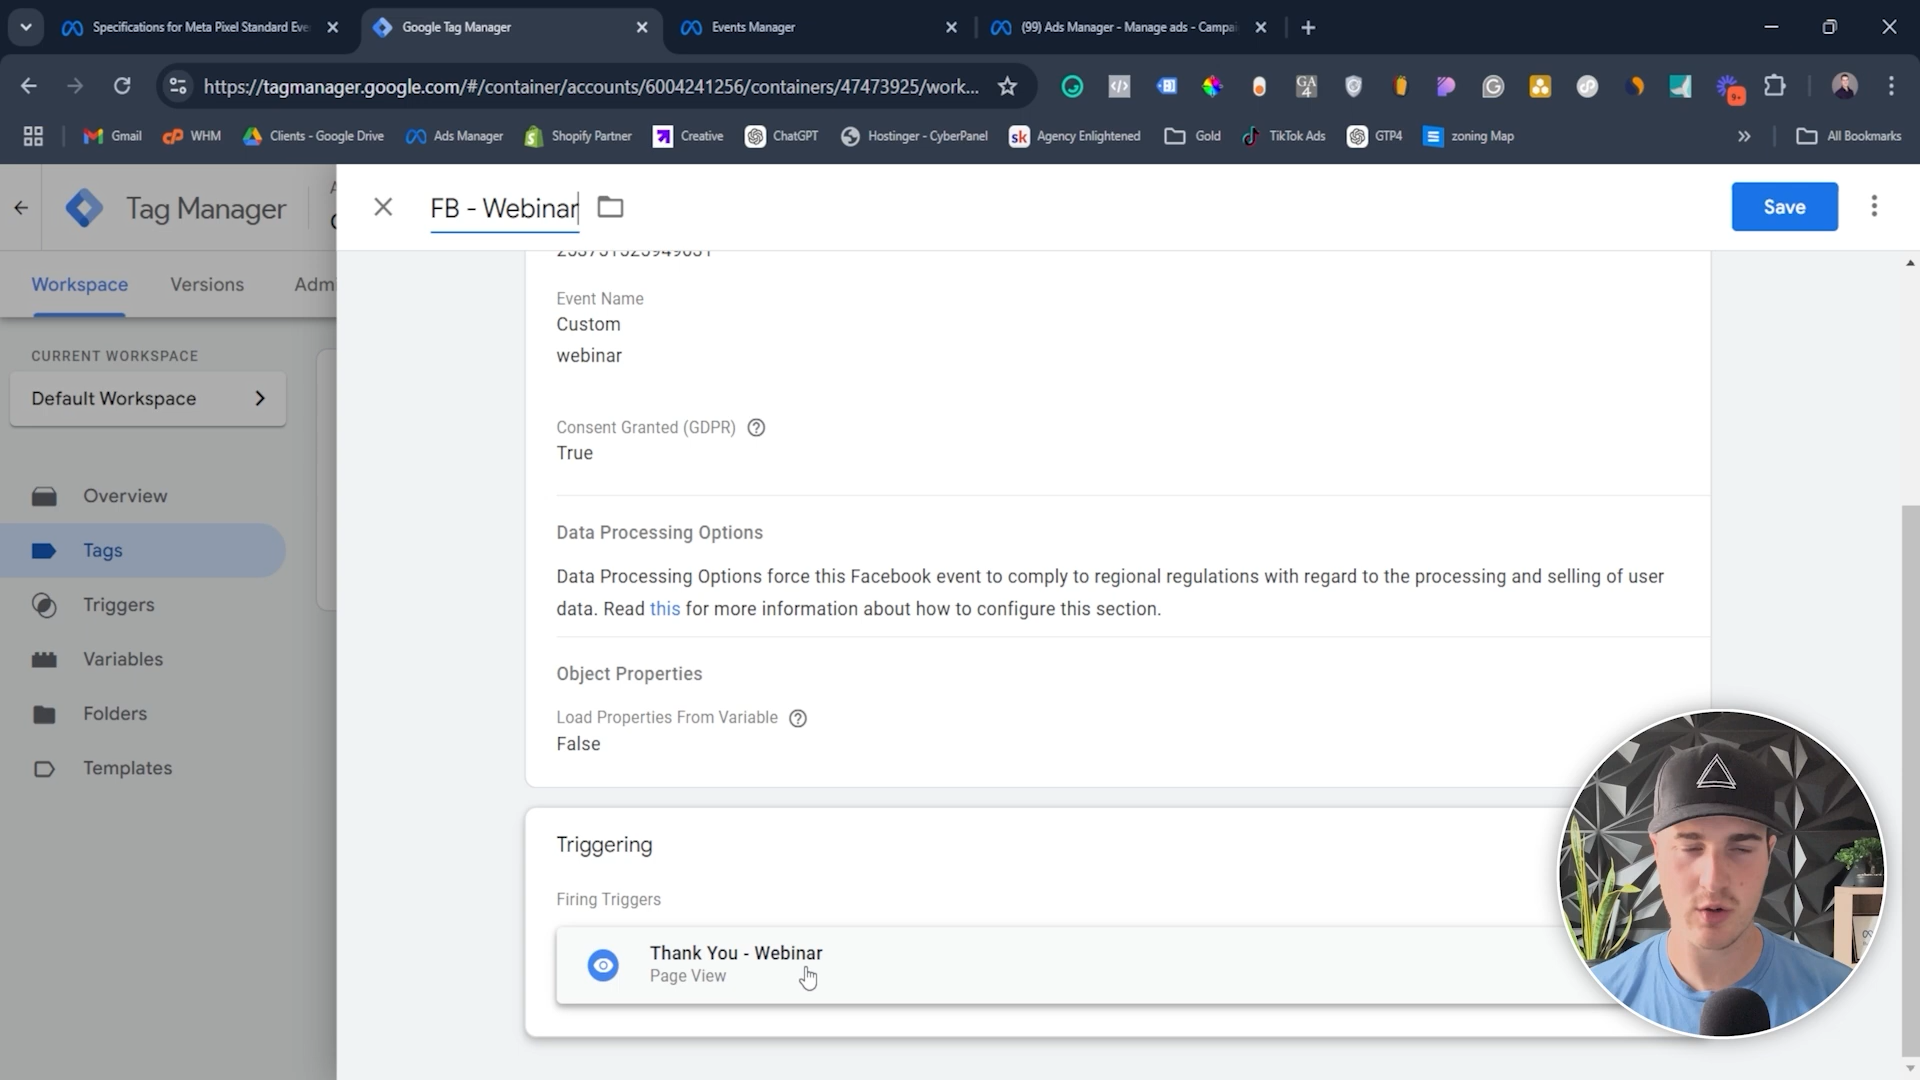 Specifications for Meta Pixel Standard Eve
Google Tag Manager
Events Manager
(99) Ads Manager - Manage ads - Campai
https://tagmanager.google.com/#/container/accounts/6004241256/containers/47473925/work...
GA
4
9+
Gmail
WHM
Clients - Google Drive
Ads Manager
Shopify Partner
Creative
ChatGPT
Hostinger - CyberPanel
sk
Agency Enlightened
Gold
TikTok Ads
GTP4
zoning Map
All Bookmarks
Tag Manager
FB - Webinar
Save
Workspace
Versions
Admi
CURRENT WORKSPACE
Default Workspace
Overview
Tags
Triggers
Variables
Folders
Templates
Event Name
Custom
webinar
Consent Granted (GDPR)
True
Data Processing Options
Data Processing Options force this Facebook event to comply to regional regulations with regard to the processing and selling of user
data. Read this for more information about how to configure this section.
Object Properties
Load Properties From Variable
False
Triggering
Firing Triggers
Thank You - Webinar
Page View